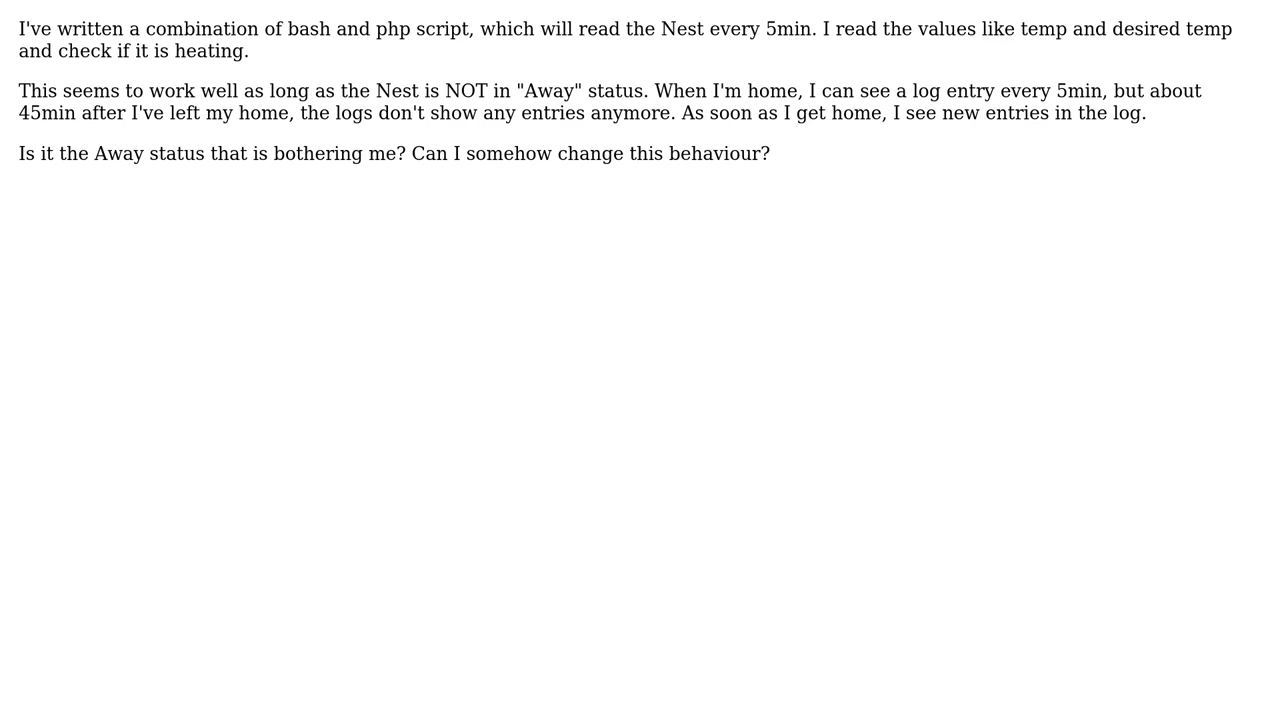 I've written a combination of bash and php script, which will read the Nest every 5min. I read the values like temp and desired temp
and check if it is heating.
This seems to work well as long as the Nest is NOT in "Away" status. When I'm home, I can see a log entry every 5min, but about
45min after I've left my home, the logs don't show any entries anymore. As soon as I get home, I see new entries in the log.
Is it the Away status that is bothering me? Can I somehow change this behaviour?